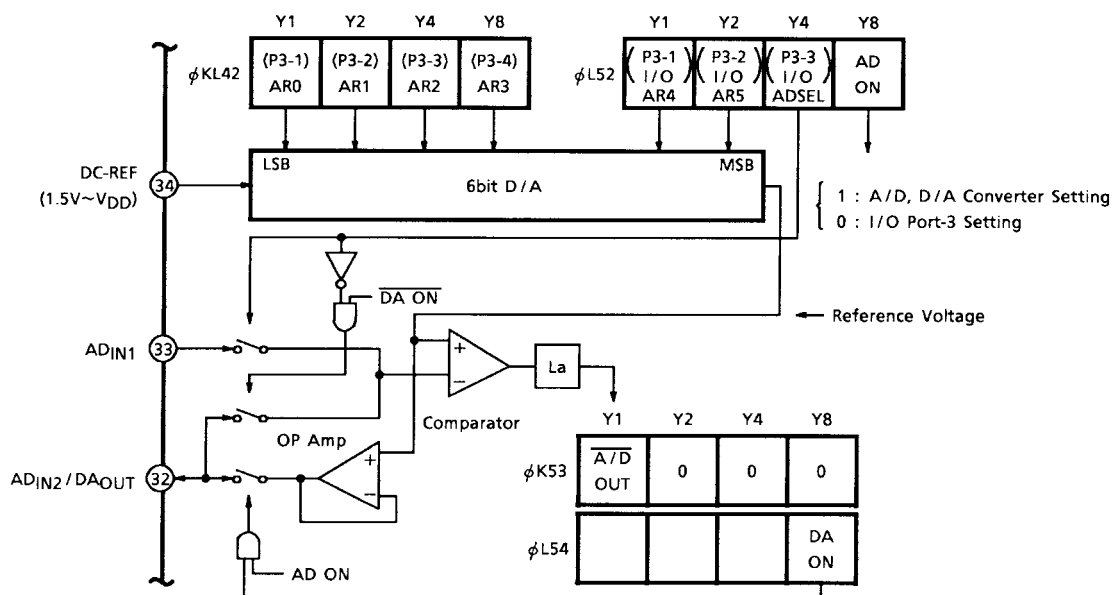 Y1 Y2 Y4 Y8 Y1 Y2 Y4 Y8
ϕKL42
(P3-1) AR0
(P3-2) AR1
(P3-3) AR2
(P3-4) AR3
ϕL52
(P3-1 I/O) AR4
(P3-2 I/O) AR5
(P3-3 I/O) ADSEL
AD ON
LSB
6bit D/A
MSB
DC-REF
(1.5V~VDD)
34
1 : A/D, D/A Converter Setting
0 : I/O Port-3 Setting
DA ON
Reference Voltage
ADIN1
33
+
−
La
Comparator
OP Amp
+
−
ADIN2/DAOUT
32
AD ON
Y1 Y2 Y4 Y8
ϕK53
A/D OUT
0 0 0
ϕL54
DA ON